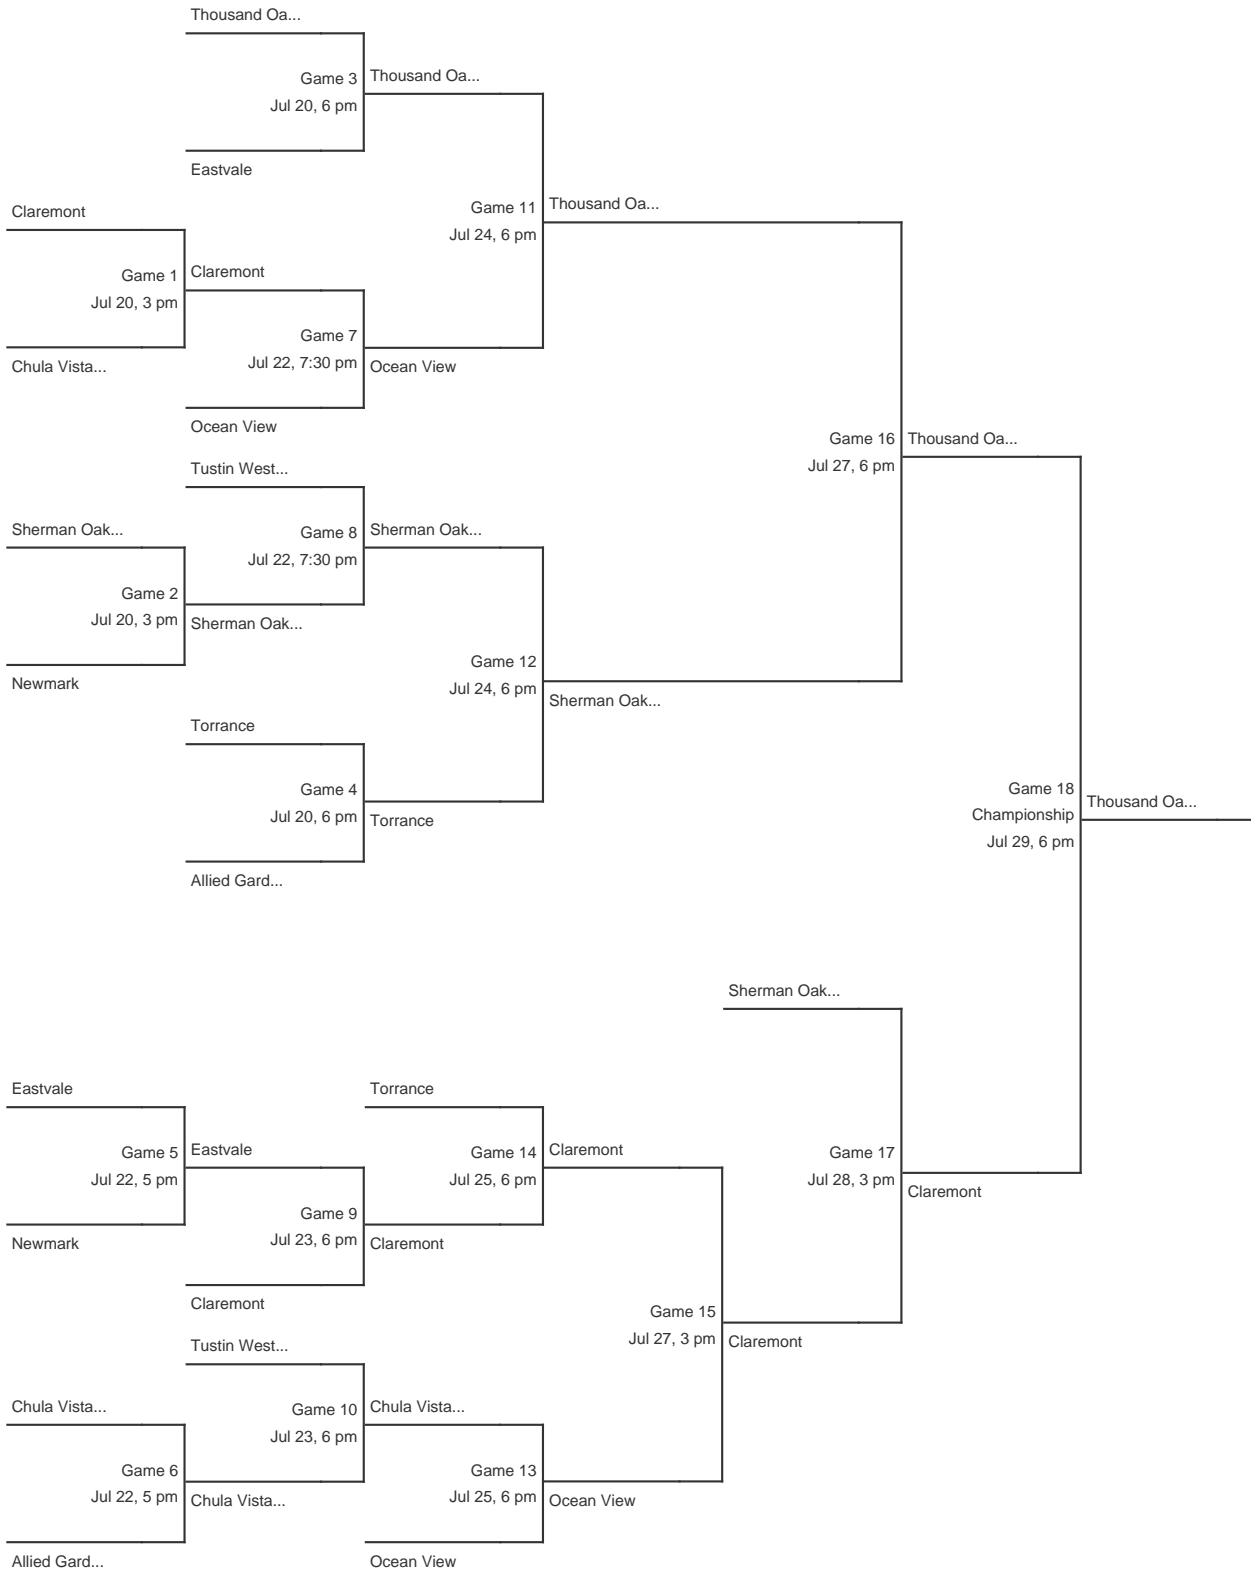 Thousand Oa...
Game 3
Jul 20, 6 pm
Thousand Oa...
Eastvale
Claremont
Game 1
Jul 20, 3 pm
Claremont
Chula Vista...
Game 7
Jul 22, 7:30 pm
Ocean View
Ocean View
Game 11
Jul 24, 6 pm
Thousand Oa...
Tustin West...
Sherman Oak...
Game 8
Jul 22, 7:30 pm
Sherman Oak...
Game 2
Jul 20, 3 pm
Sherman Oak...
Newmark
Game 12
Jul 24, 6 pm
Sherman Oak...
Torrance
Game 4
Jul 20, 6 pm
Torrance
Allied Gard...
Game 16
Jul 27, 6 pm
Thousand Oa...
Game 18
Championship
Jul 29, 6 pm
Thousand Oa...
Sherman Oak...
Eastvale
Game 5
Jul 22, 5 pm
Eastvale
Newmark
Game 9
Jul 23, 6 pm
Claremont
Claremont
Torrance
Game 14
Jul 25, 6 pm
Claremont
Game 17
Jul 28, 3 pm
Claremont
Game 15
Jul 27, 3 pm
Claremont
Tustin West...
Chula Vista...
Game 10
Jul 23, 6 pm
Chula Vista...
Game 6
Jul 22, 5 pm
Chula Vista...
Allied Gard...
Game 13
Jul 25, 6 pm
Ocean View
Ocean View